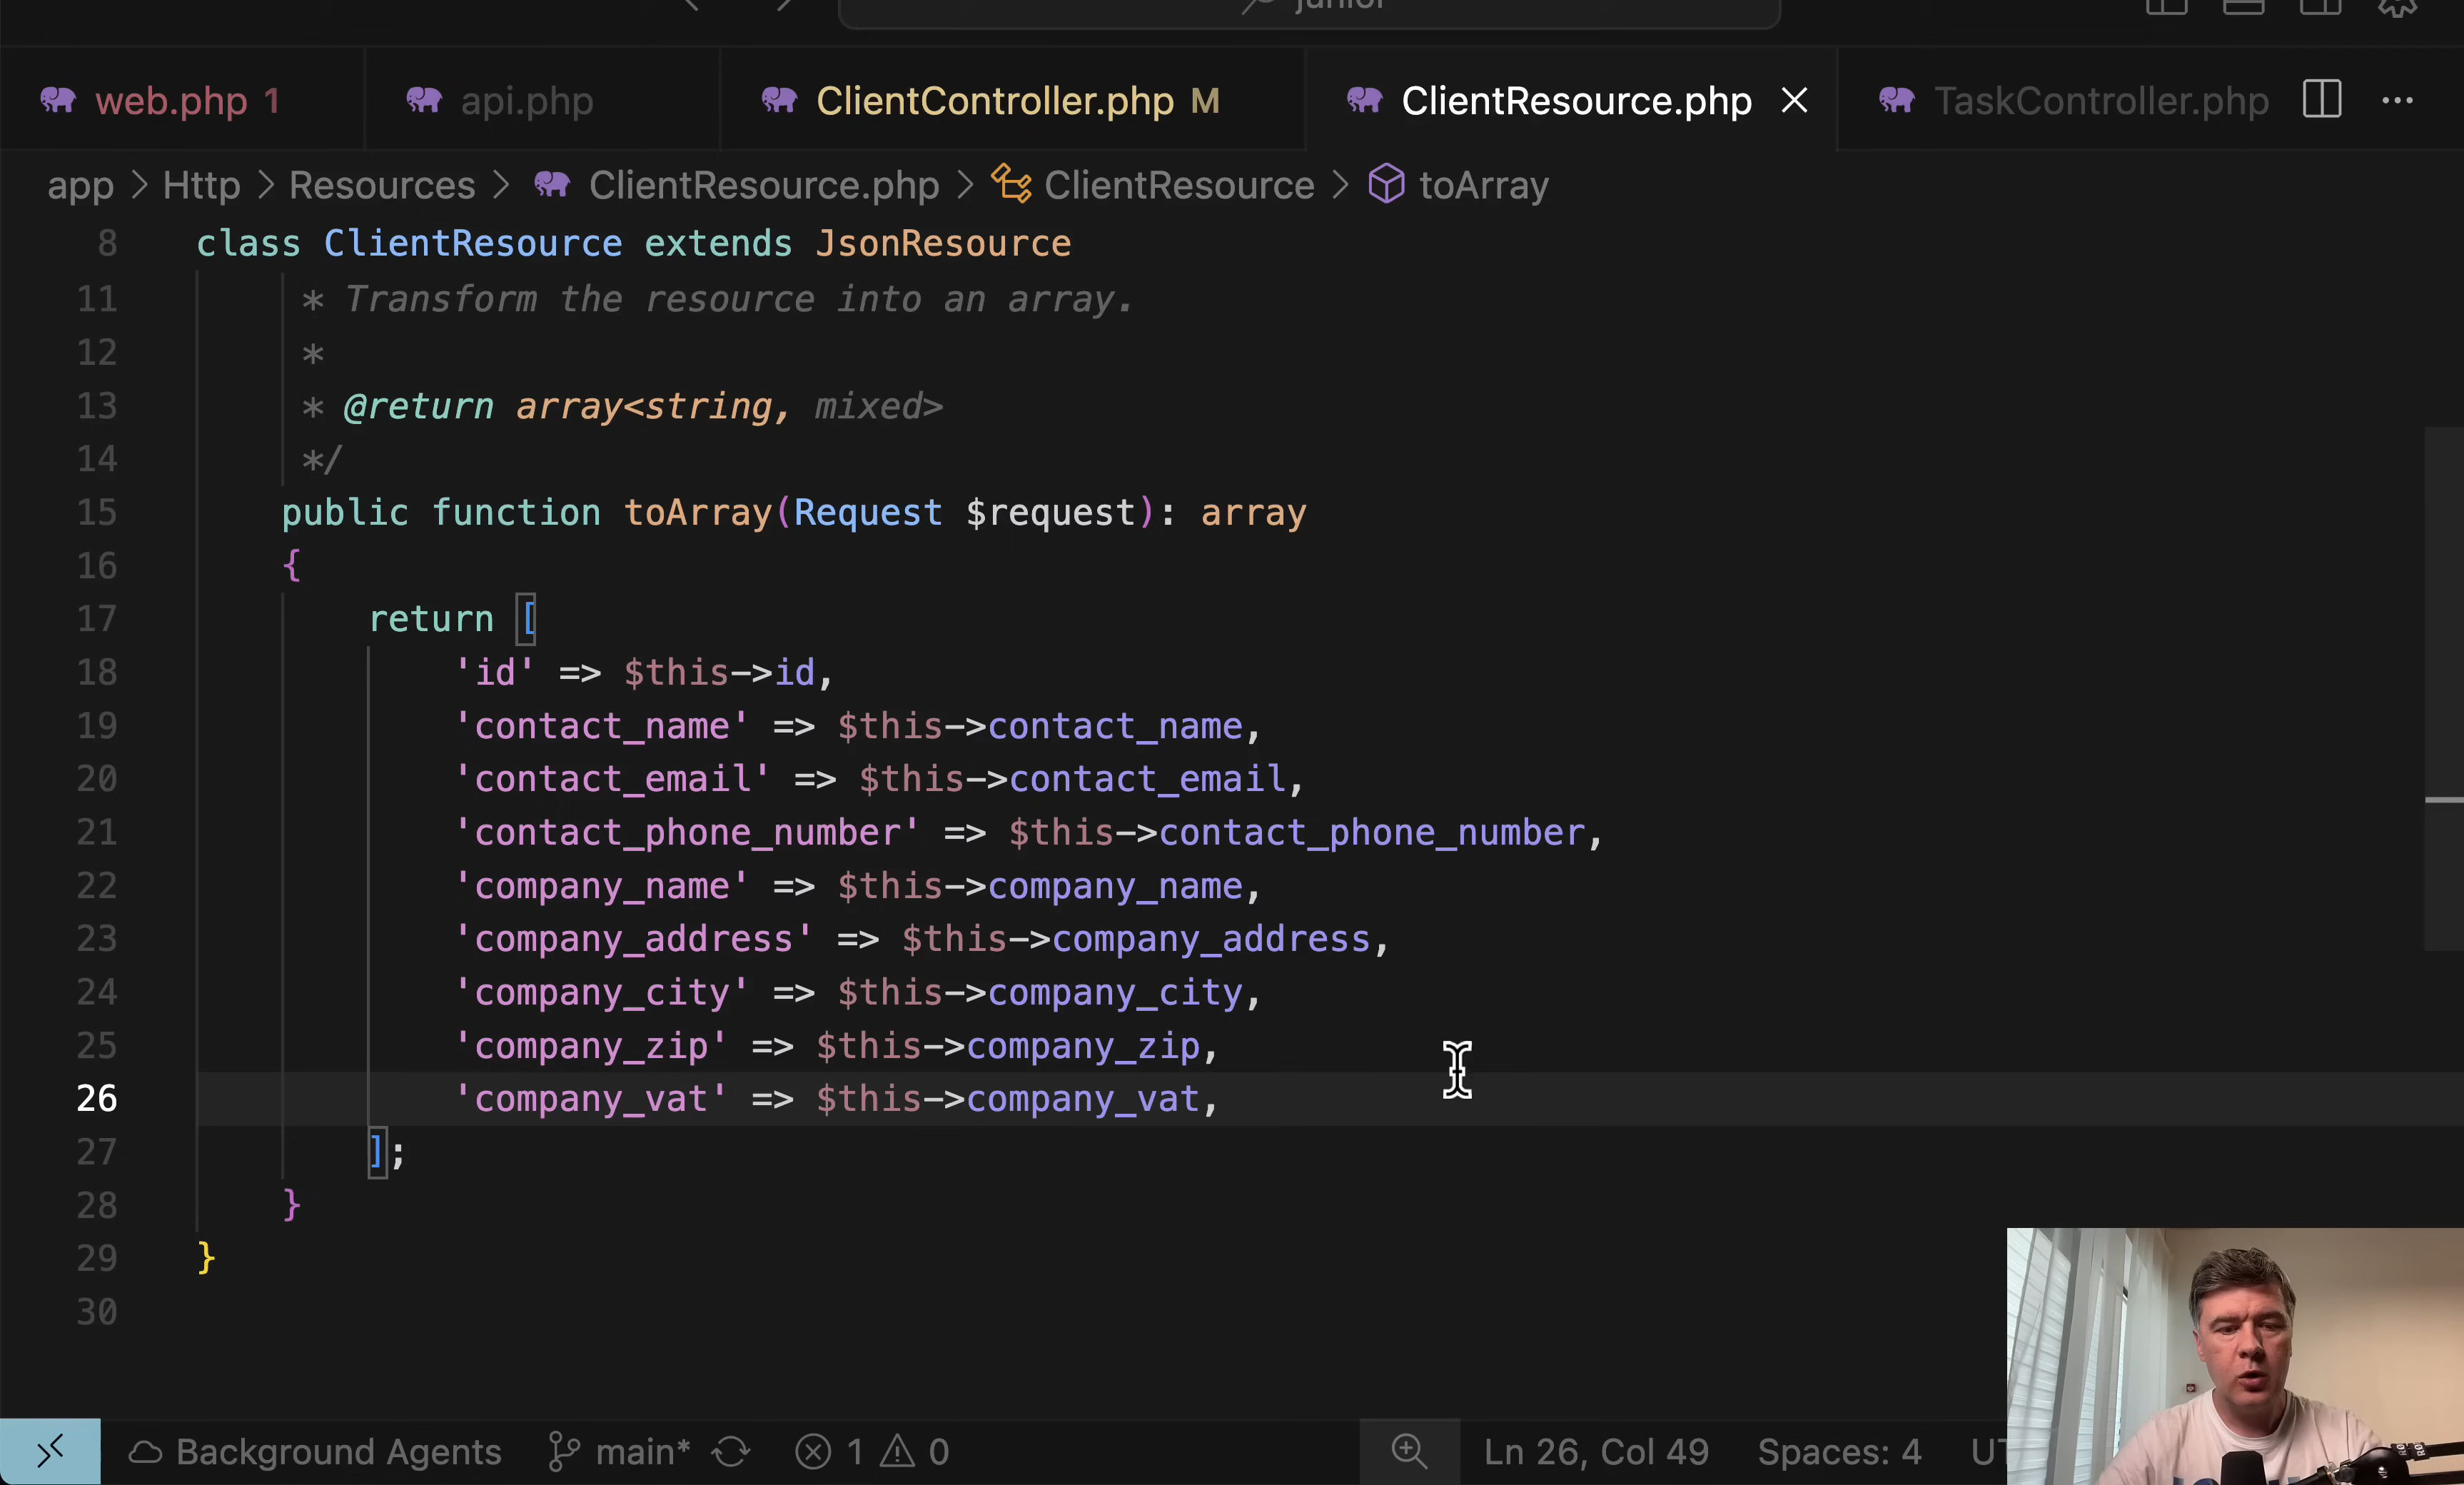 junior
web.php 1
api.php
ClientController.php M
ClientResource.php
TaskController.php
app > Http > Resources > ClientResource.php > ClientResource > toArray
8 class ClientResource extends JsonResource
11 * Transform the resource into an array.
12 *
13 * @return array<string, mixed>
14 */
15 public function toArray(Request $request): array
16 {
17 return [
18 'id' => $this->id,
19 'contact_name' => $this->contact_name,
20 'contact_email' => $this->contact_email,
21 'contact_phone_number' => $this->contact_phone_number,
22 'company_name' => $this->company_name,
23 'company_address' => $this->company_address,
24 'company_city' => $this->company_city,
25 'company_zip' => $this->company_zip,
26 'company_vat' => $this->company_vat,
27 ];
28 }
29 }
30
Background Agents main* 1 0 Ln 26, Col 49 Spaces: 4